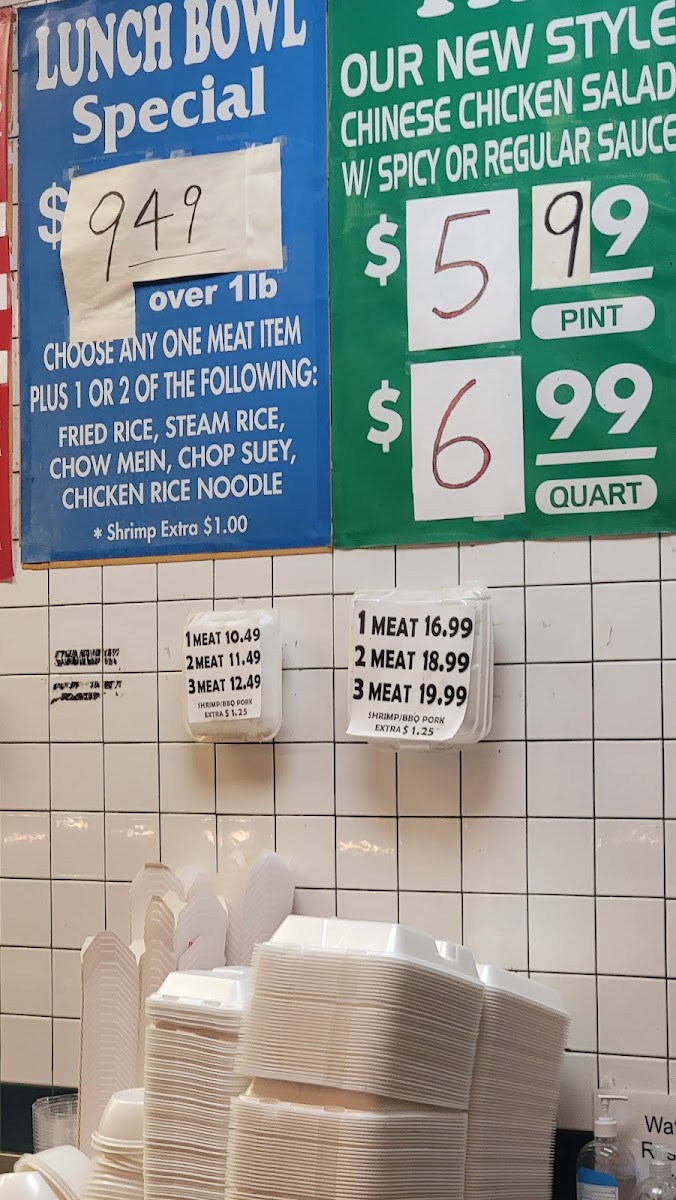 LUNCH BOWL
Special
$ 949
over 1lb
CHOOSE ANY ONE MEAT ITEM
PLUS 1 OR 2 OF THE FOLLOWING:
FRIED RICE, STEAM RICE,
CHOW MEIN, CHOP SUEY,
CHICKEN RICE NOODLE
* Shrimp Extra $1.00
OUR NEW STYLE
CHINESE CHICKEN SALAD
W/ SPICY OR REGULAR SAUCE
$ 5 99
PINT
$ 6 99
QUART
1 MEAT 10.49
2 MEAT 11.49
3 MEAT 12.49
SHRIMP/BBQ PORK
EXTRA $ 1.25
1 MEAT 16.99
2 MEAT 18.99
3 MEAT 19.99
SHRIMP/BBQ PORK
EXTRA $ 1.25